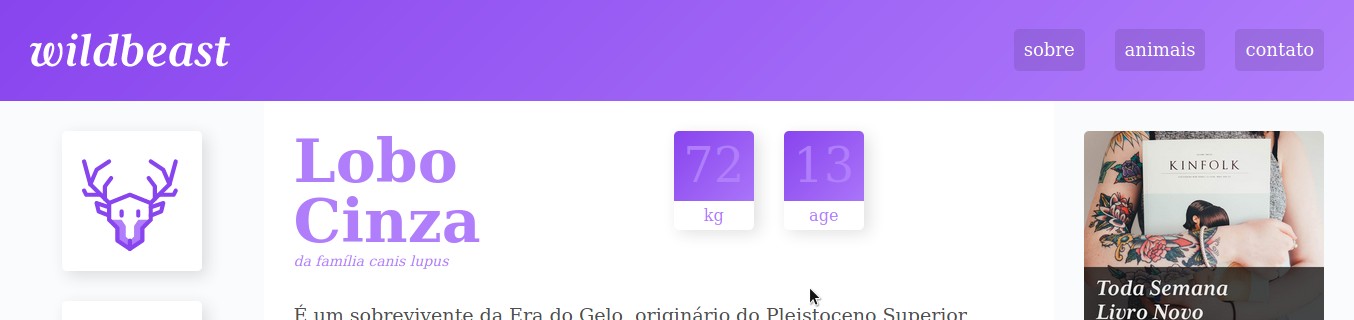 wildbeast
sobre
animais
contato
Lobo
Cinza
da família canis lupus
72
kg
13
age
É um sobrevivente da Era do Gelo, originário do Pleistoceno Superior
KINFOLK
Toda Semana
Livro Novo